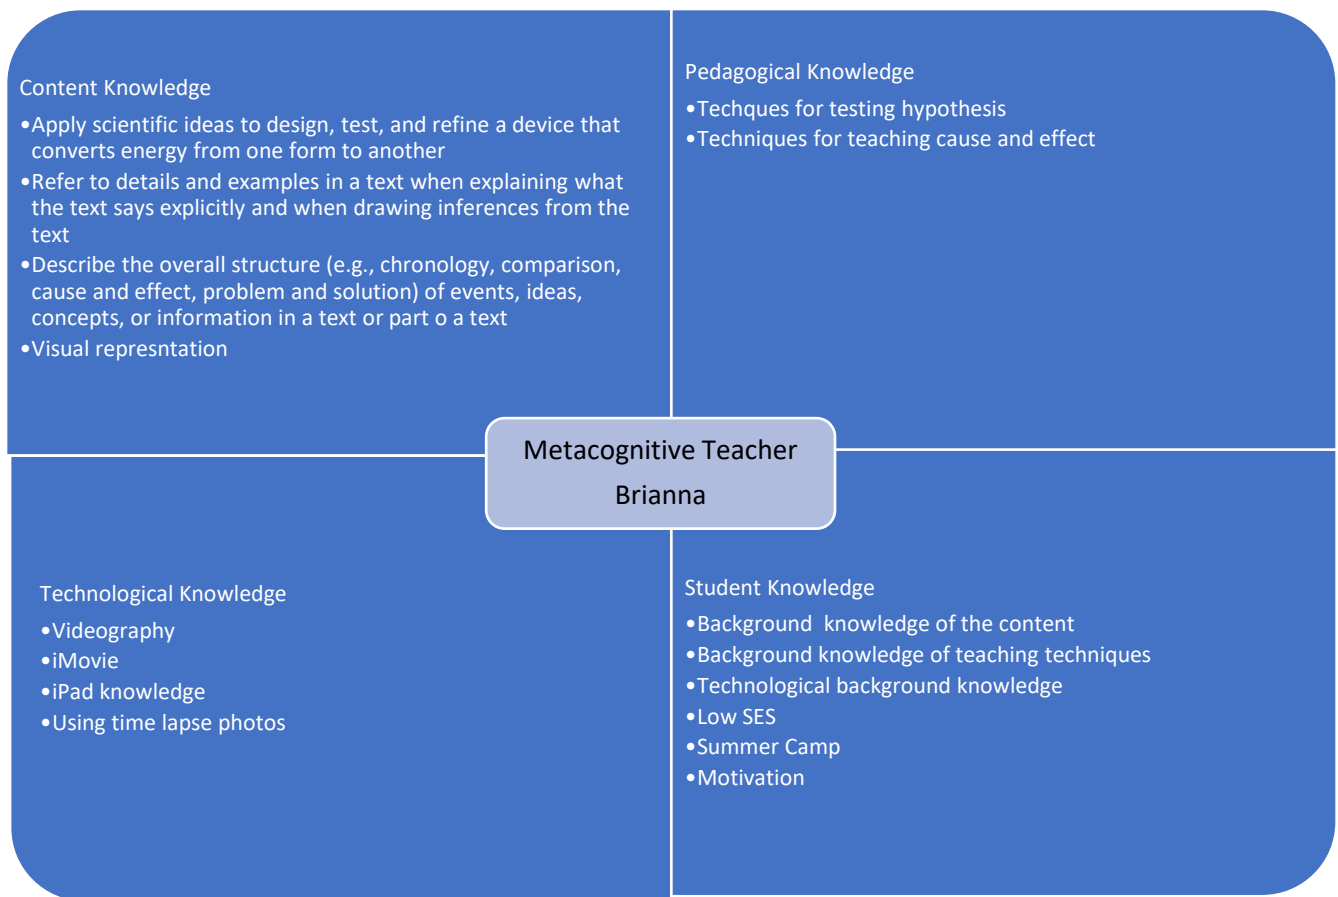 Content Knowledge
•Apply scientific ideas to design, test, and refine a device that
converts energy from one form to another
•Refer to details and examples in a text when explaining what
the text says explicitly and when drawing inferences from the
text
•Describe the overall structure (e.g., chronology, comparison,
cause and effect, problem and solution) of events, ideas,
concepts, or information in a text or part o a text
•Visual represntation
Pedagogical Knowledge
•Techques for testing hypothesis
•Techniques for teaching cause and effect
Metacognitive Teacher
Brianna
Technological Knowledge
•Videography
•iMovie
•iPad knowledge
•Using time lapse photos
Student Knowledge
•Background  knowledge of the content
•Background knowledge of teaching techniques
•Technological background knowledge
•Low SES
•Summer Camp
•Motivation